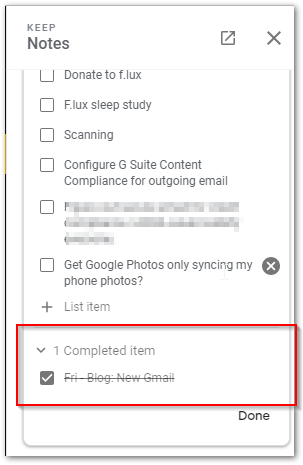 KEEP
Notes
Donate to f.lux
F.lux sleep study
Scanning
Configure G Suite Content
Compliance for outgoing email
Get Google Photos only syncing my
phone photos?
List item
1 Completed item
Fri - Blog: New Gmail
Done